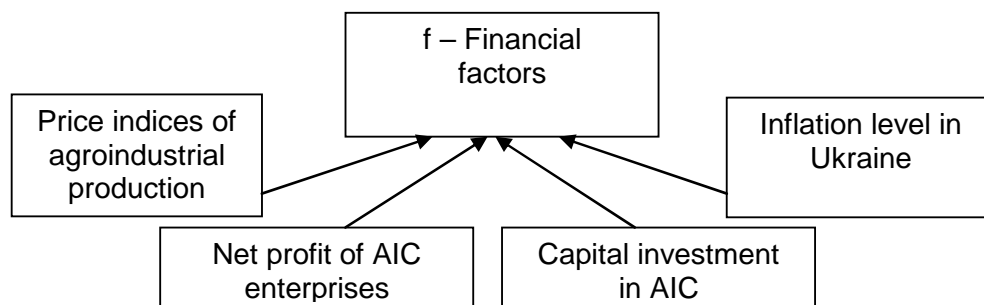 f – Financial
factors
Price indices of
agroindustrial
production
Inflation level in
Ukraine
Net profit of AIC
enterprises
Capital investment
in AIC